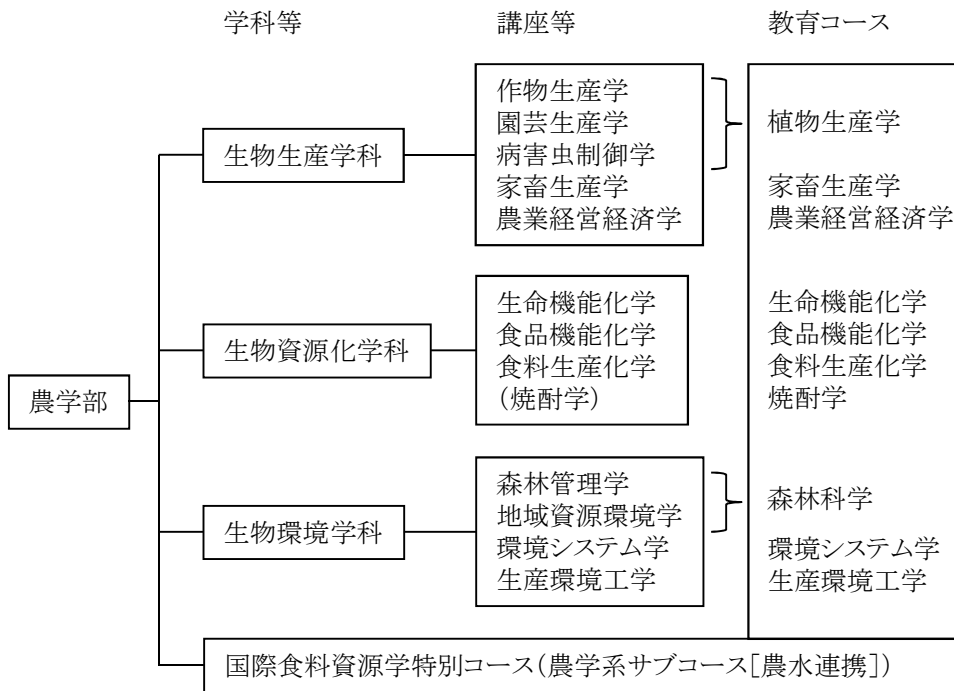 学科等
講座等
教育コース
農学部
生物生産学科
作物生産学
園芸生産学
病害虫制御学
家畜生産学
農業経営経済学
植物生産学
家畜生産学
農業経営経済学
生物資源化学科
生命機能化学
食品機能化学
食料生産化学
(焼酎学)
生命機能化学
食品機能化学
食料生産化学
焼酎学
生物環境学科
森林管理学
地域資源環境学
環境システム学
生産環境工学
森林科学
環境システム学
生産環境工学
国際食料資源学特別コース(農学系サブコース[農水連携])